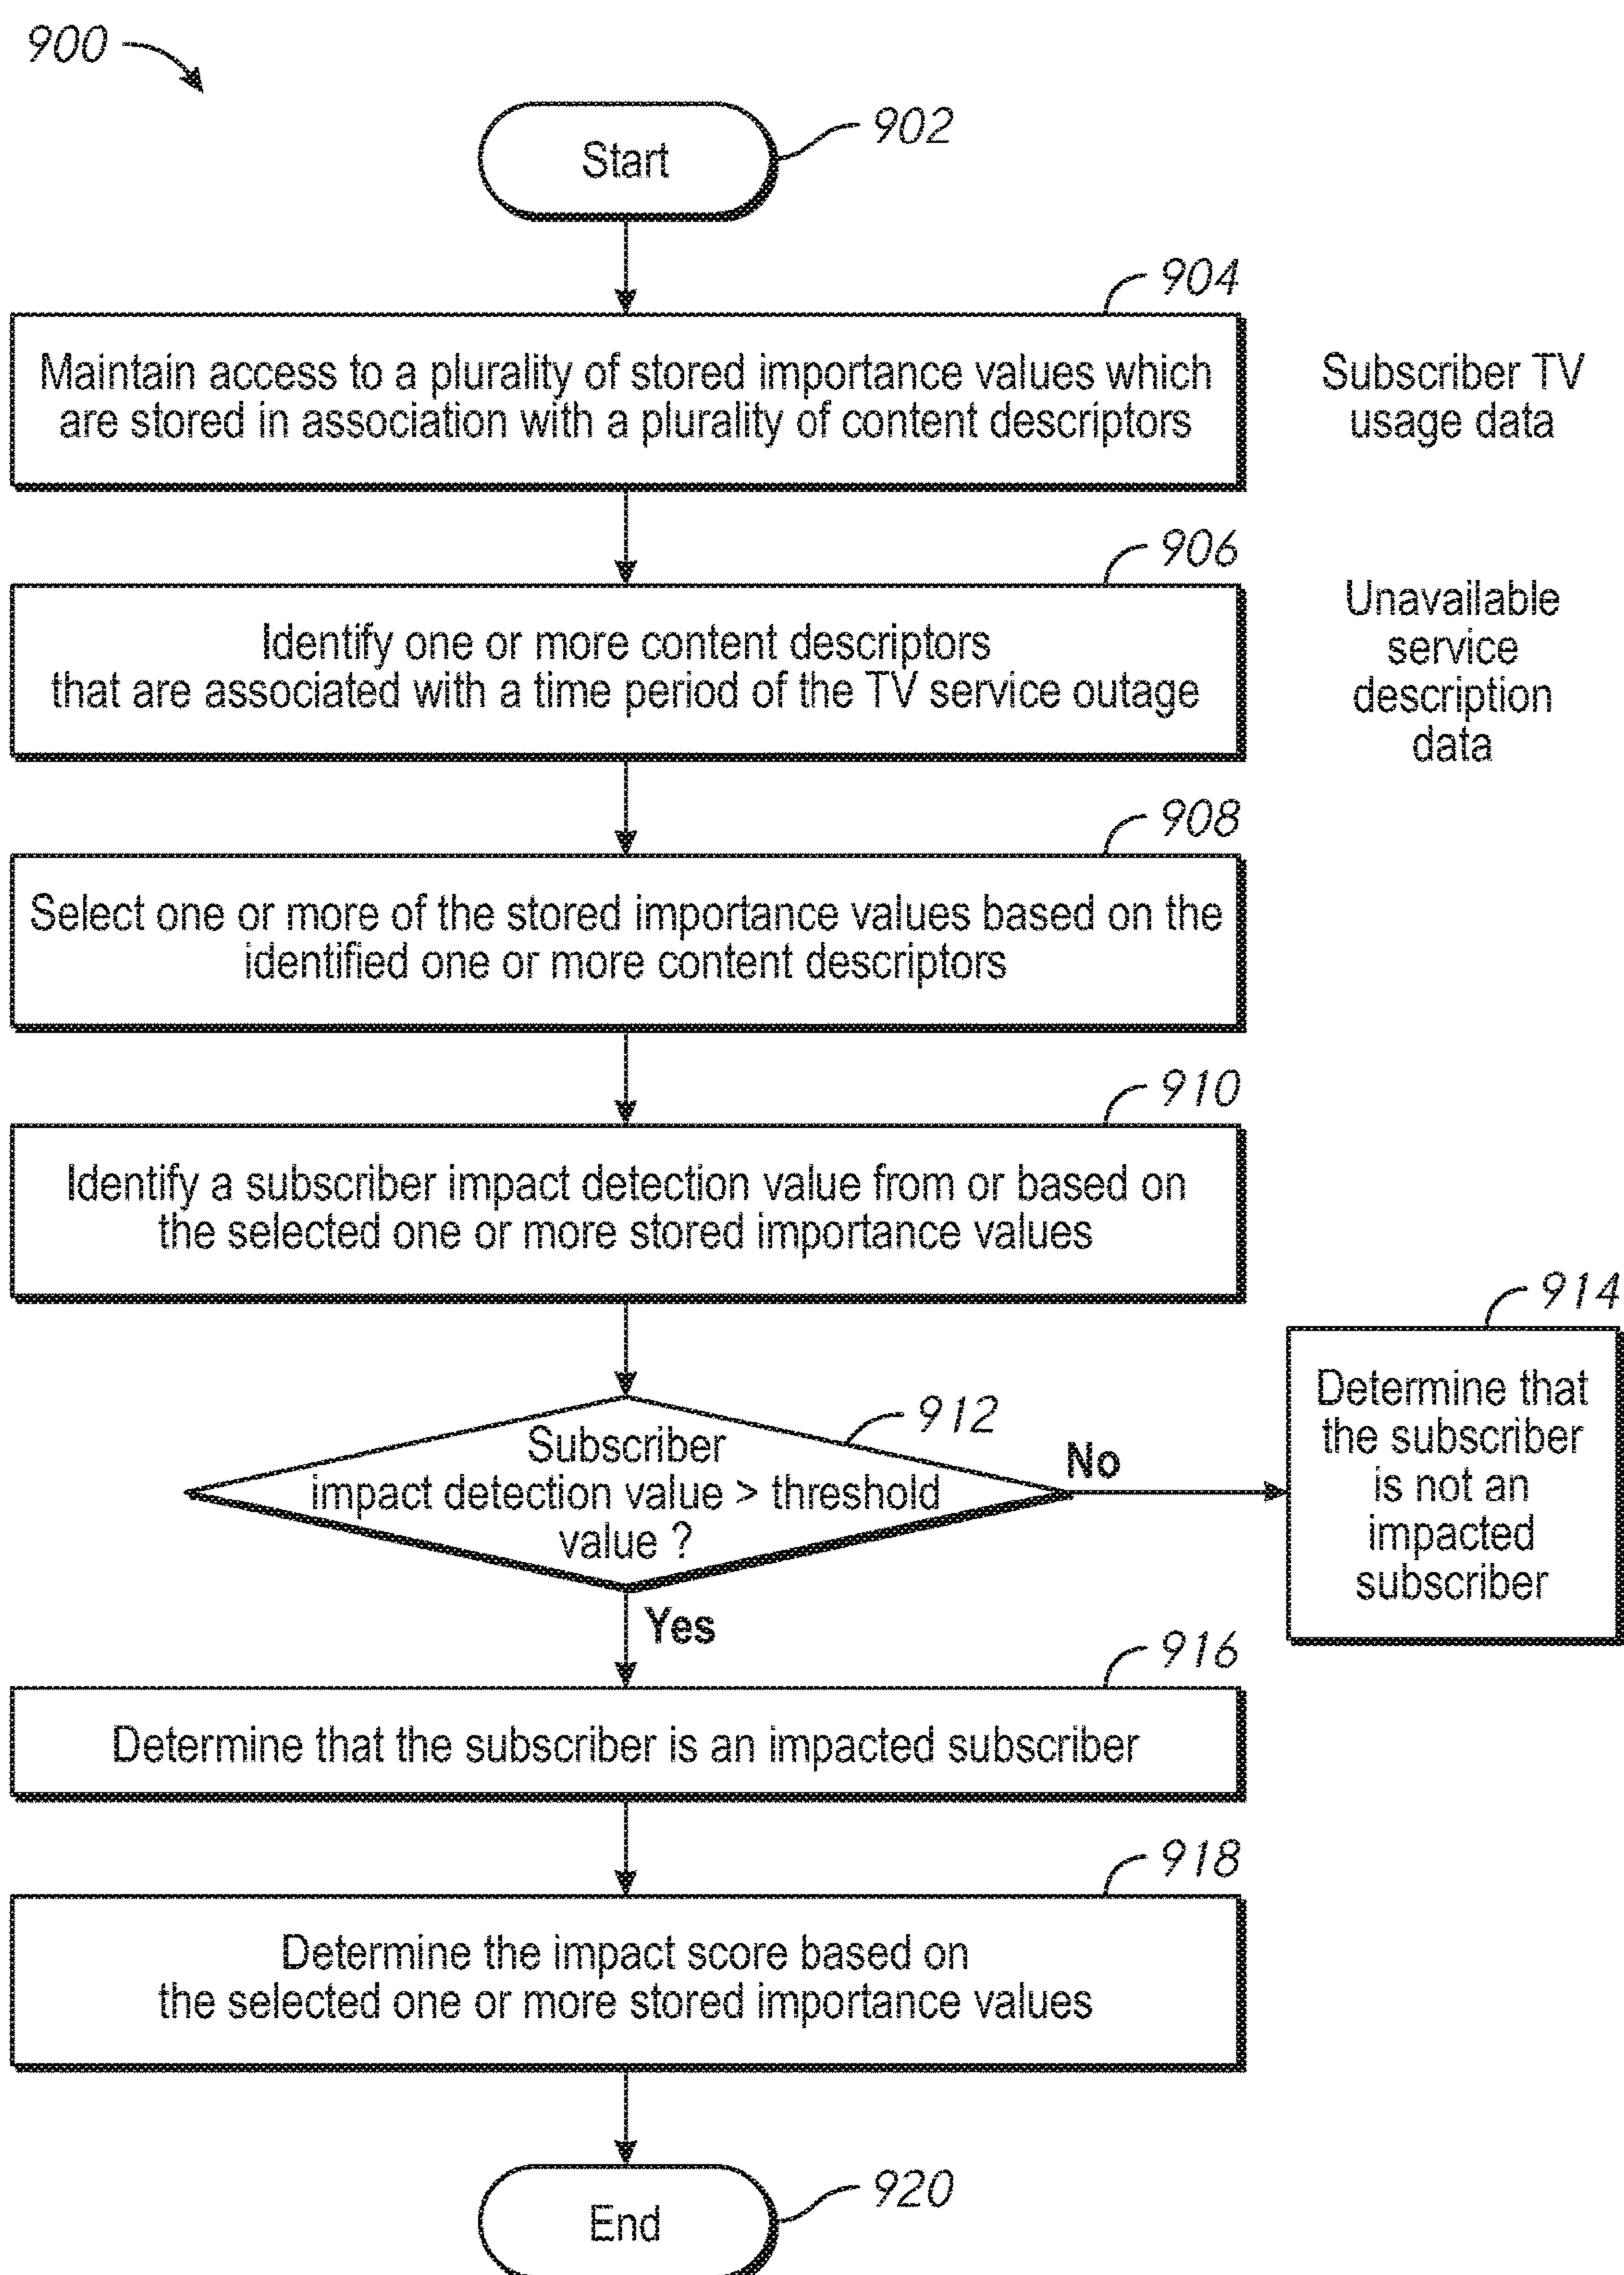 900
Start
902
904
Maintain access to a plurality of stored importance values which
are stored in association with a plurality of content descriptors
Subscriber TV
usage data
906
Identify one or more content descriptors
that are associated with a time period of the TV service outage
Unavailable
service
description
data
908
Select one or more of the stored importance values based on the
identified one or more content descriptors
910
Identify a subscriber impact detection value from or based on
the selected one or more stored importance values
912
Subscriber
impact detection value > threshold
value ?
No
914
Determine that
the subscriber
is not an
impacted
subscriber
Yes
916
Determine that the subscriber is an impacted subscriber
918
Determine the impact score based on
the selected one or more stored importance values
End
920